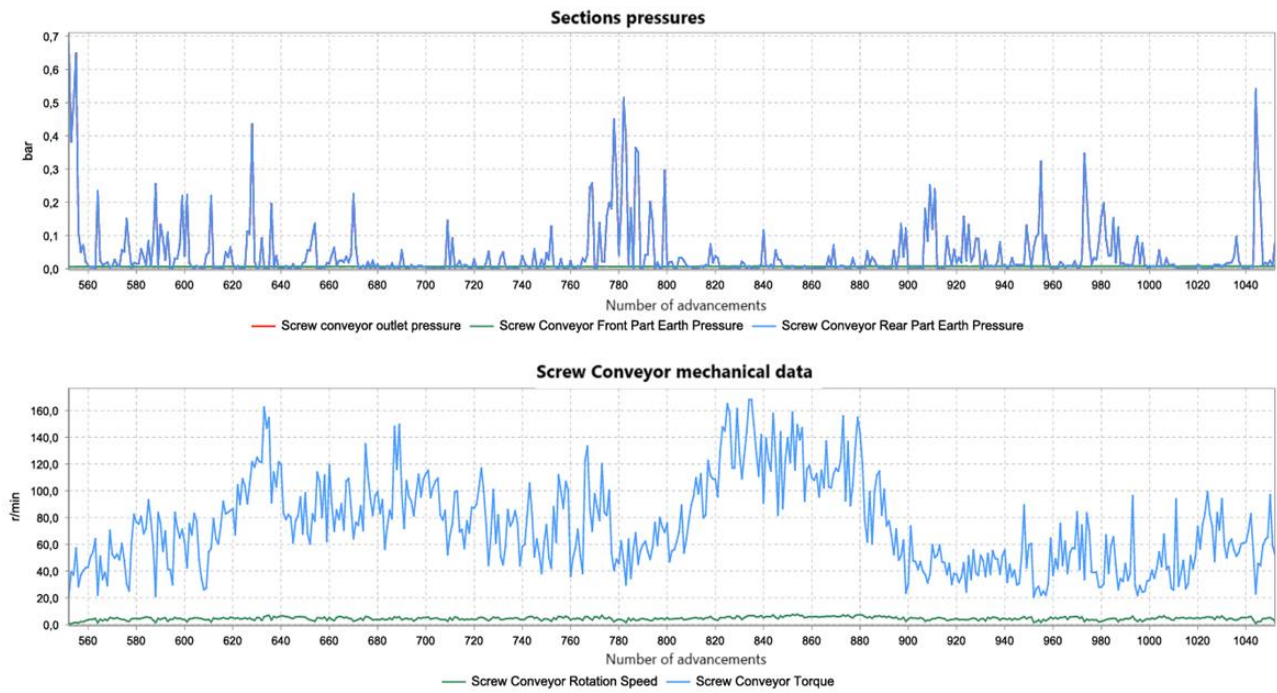 Sections pressures
0,7
0,6
0,5
0,4
0,3
0,2
0,1
0,0
bar
560 580 600 620 640 660 680 700 720 740 760 780 800 820 840 860 880 900 920 940 960 980 1000 1020 1040
Number of advancements
Screw conveyor outlet pressure Screw Conveyor Front Part Earth Pressure Screw Conveyor Rear Part Earth Pressure
Screw Conveyor mechanical data
160,0
140,0
120,0
100,0
80,0
60,0
40,0
20,0
0,0
r/min
560 580 600 620 640 660 680 700 720 740 760 780 800 820 840 860 880 900 920 940 960 980 1000 1020 1040
Number of advancements
Screw Conveyor Rotation Speed Screw Conveyor Torque